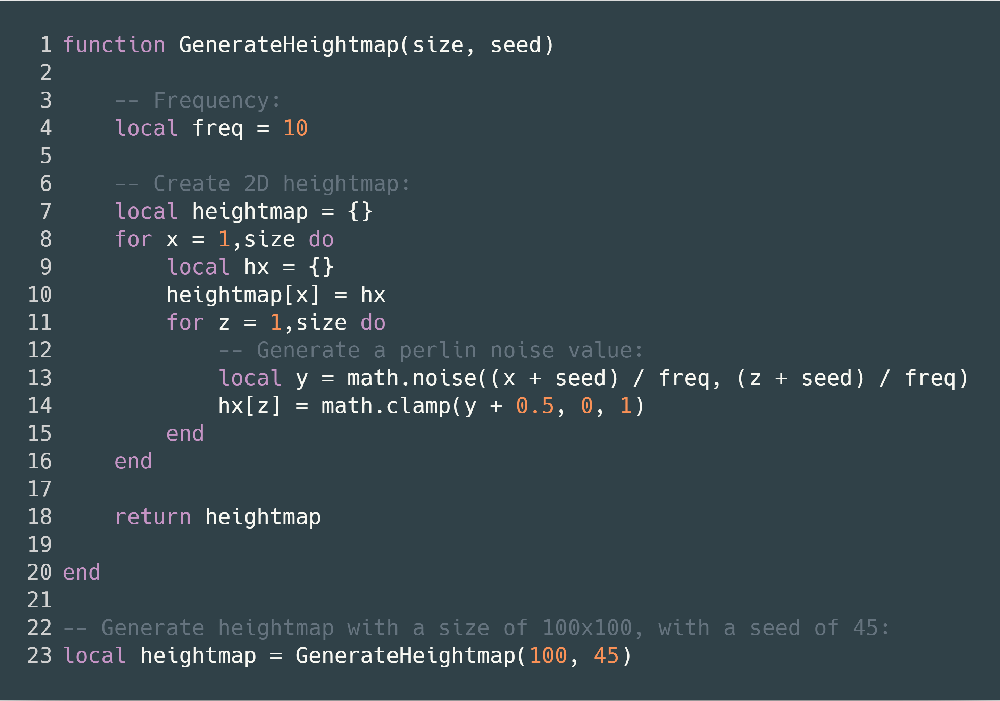 1 function GenerateHeightmap(size, seed)
2
3     -- Frequency:
4     local freq = 10
5
6     -- Create 2D heightmap:
7     local heightmap = {}
8     for x = 1,size do
9         local hx = {}
10         heightmap[x] = hx
11         for z = 1,size do
12             -- Generate a perlin noise value:
13             local y = math.noise((x + seed) / freq, (z + seed) / freq)
14             hx[z] = math.clamp(y + 0.5, 0, 1)
15         end
16     end
17
18     return heightmap
19
20 end
21
22 -- Generate heightmap with a size of 100x100, with a seed of 45:
23 local heightmap = GenerateHeightmap(100, 45)